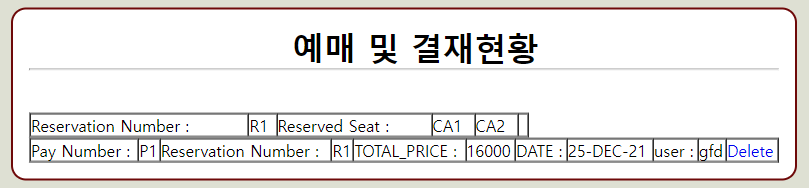 예매 및 결재현황
Reservation Number : R1 Reserved Seat : CA1 CA2
Pay Number : P1 Reservation Number : R1 TOTAL_PRICE : 16000 DATE : 25-DEC-21 user : gfd Delete